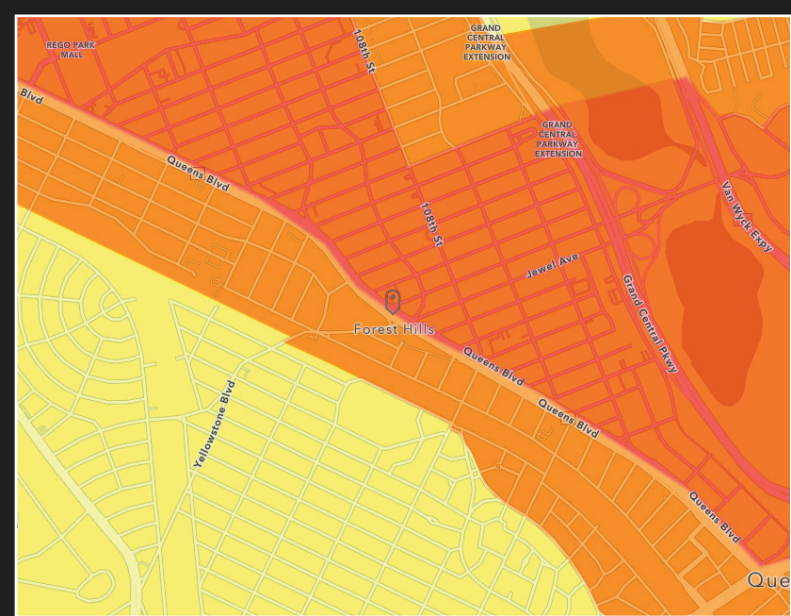 REGO PARK
MALL
108th St
GRAND
CENTRAL
PARKWAY
EXTENSION
Blvd
Queens Blvd
GRAND
CENTRAL
PARKWAY
EXTENSION
108th St
Van Wyck Expy
Jewel Ave
Forest Hills
Grand Central Pkwy
Queens Blvd
Yellowstone Blvd
Queens Blvd
Queens Blvd
Que